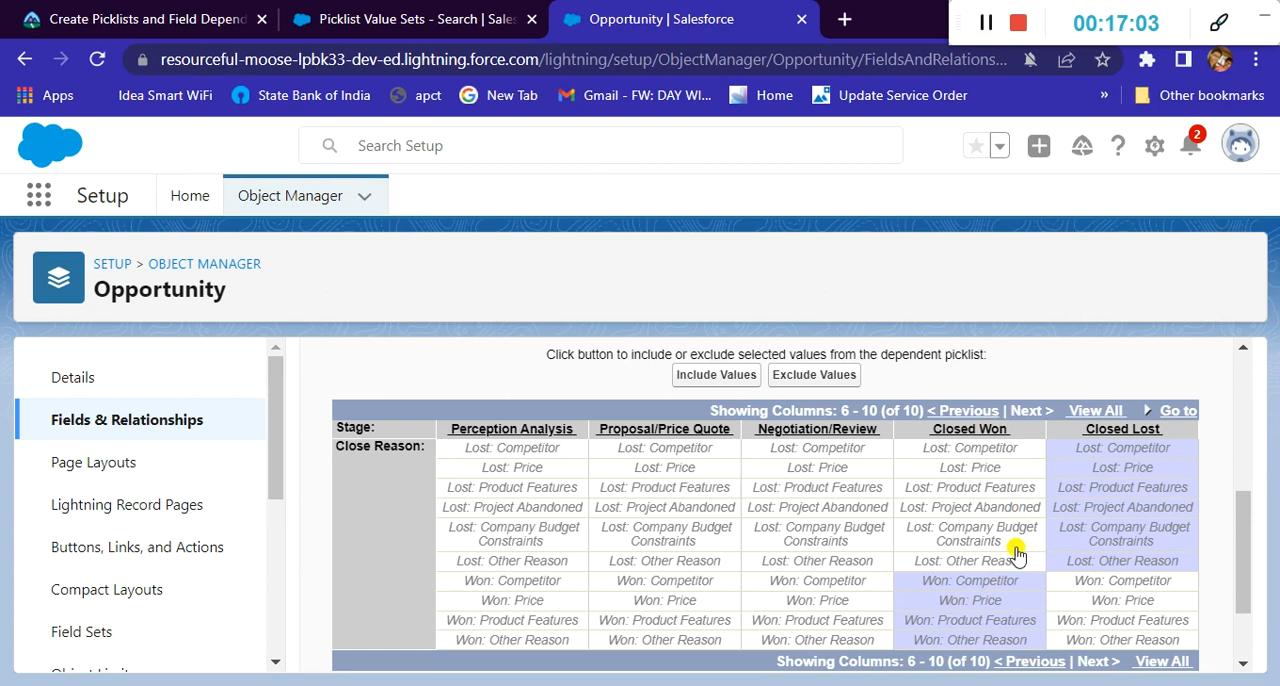 Create Picklists and Field Depend
Picklist Value Sets - Search | Sales
Opportunity | Salesforce
00:17:03
resourceful-moose-lpbk33-dev-ed.lightning.force.com/lightning/setup/ObjectManager/Opportunity/FieldsAndRelations...
Apps
Idea Smart WiFi
State Bank of India
apct
New Tab
Gmail - FW: DAY WI...
Home
Update Service Order
»
Other bookmarks
Search Setup
2
Setup
Home
Object Manager
SETUP > OBJECT MANAGER
Opportunity
Details
Fields & Relationships
Page Layouts
Lightning Record Pages
Buttons, Links, and Actions
Compact Layouts
Field Sets
Click button to include or exclude selected values from the dependent picklist:
Include Values
Exclude Values
Showing Columns: 6 - 10 (of 10) < Previous | Next > View All Go to
Stage: Perception Analysis Proposal/Price Quote Negotiation/Review Closed Won Closed Lost
Close Reason: Lost: Competitor Lost: Competitor Lost: Competitor Lost: Competitor Lost: Competitor
Lost: Price Lost: Price Lost: Price Lost: Price Lost: Price
Lost: Product Features Lost: Product Features Lost: Product Features Lost: Product Features Lost: Product Features
Lost: Project Abandoned Lost: Project Abandoned Lost: Project Abandoned Lost: Project Abandoned Lost: Project Abandoned
Lost: Company Budget Lost: Company Budget Lost: Company Budget Lost: Company Budget Lost: Company Budget
Constraints Constraints Constraints Constraints Constraints
Lost: Other Reason Lost: Other Reason Lost: Other Reason Lost: Other Lost: Other Reason
Won: Competitor Won: Competitor Won: Competitor Won: Competitor Won: Competitor
Won: Price Won: Price Won: Price Won: Price Won: Price
Won: Product Features Won: Product Features Won: Product Features Won: Product Features Won: Product Features
Won: Other Reason Won: Other Reason Won: Other Reason Won: Other Reason Won: Other Reason
Showing Columns: 6 - 10 (of 10) < Previous | Next > View All